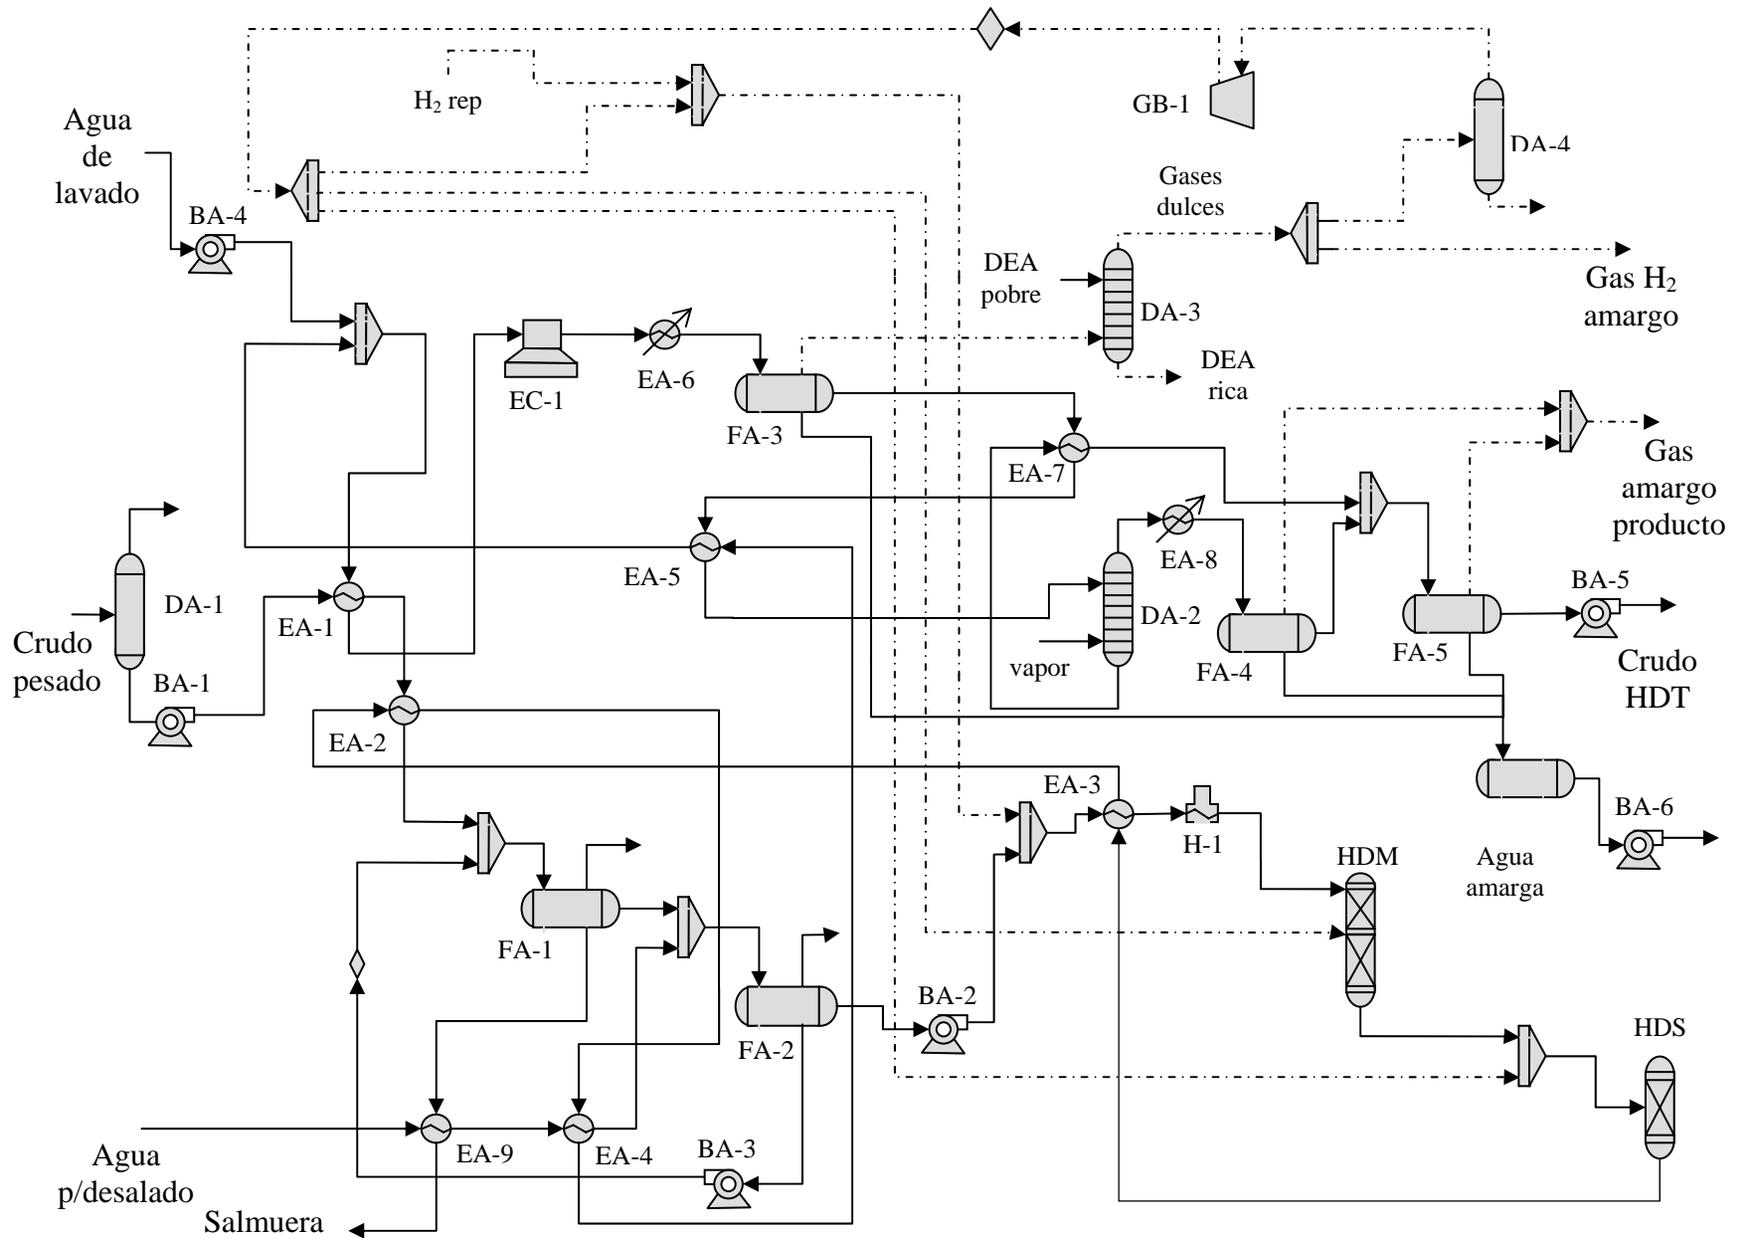 H₂ rep
GB-1
DA-4
Agua
de
lavado
BA-4
Gases
dulces
DEA
pobre
DA-3
Gas H₂
amargo
DEA
rica
EC-1
EA-6
FA-3
EA-7
Gas
amargo
producto
EA-5
EA-8
DA-1
EA-1
DA-2
BA-5
Crudo
pesado
BA-1
vapor
FA-4
FA-5
Crudo
HDT
EA-2
EA-3
H-1
BA-6
HDM
Agua
amarga
FA-1
BA-2
FA-2
HDS
EA-9
EA-4
BA-3
Agua
p/desalado
Salmuera